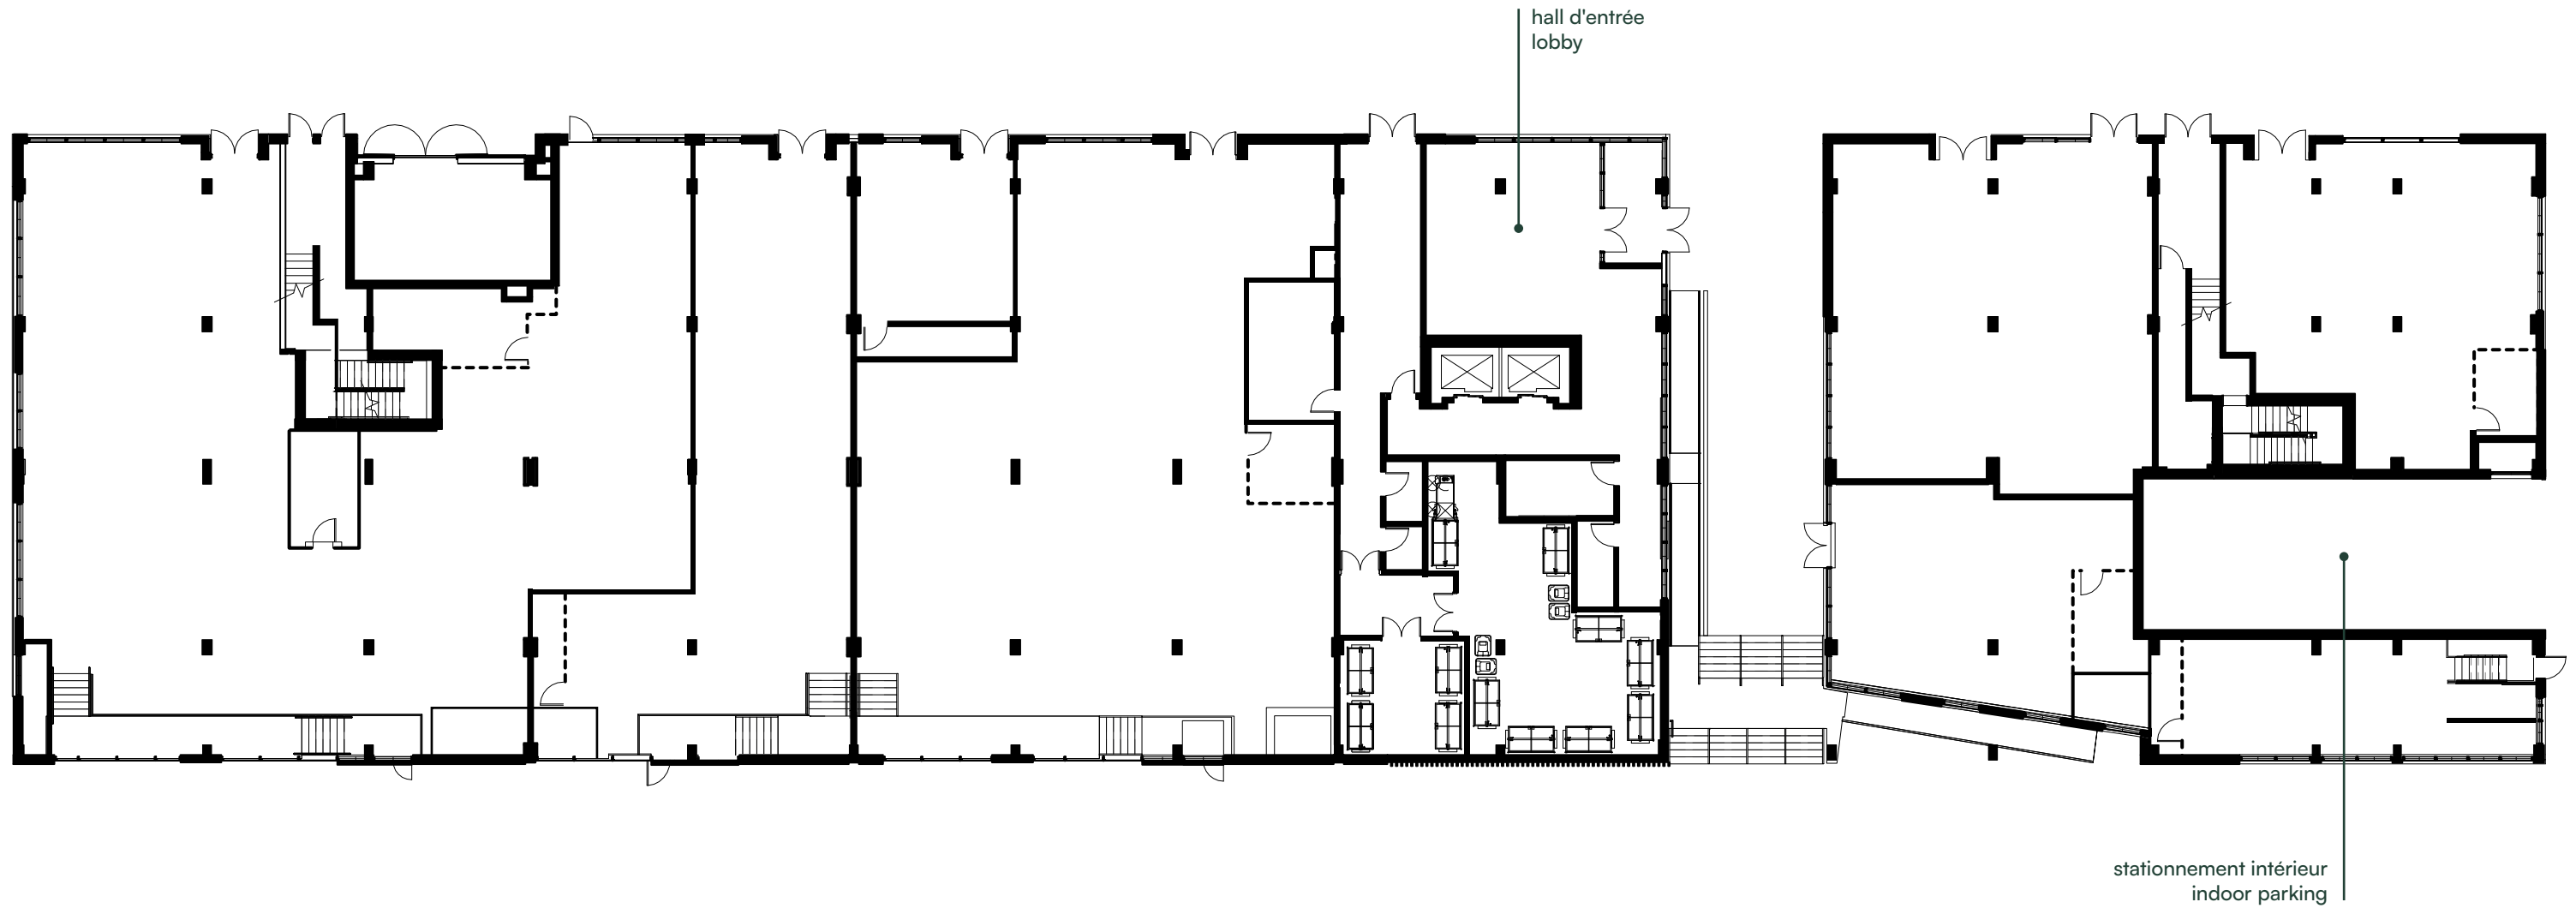 hall d'entrée
lobby
stationnement intérieur
indoor parking